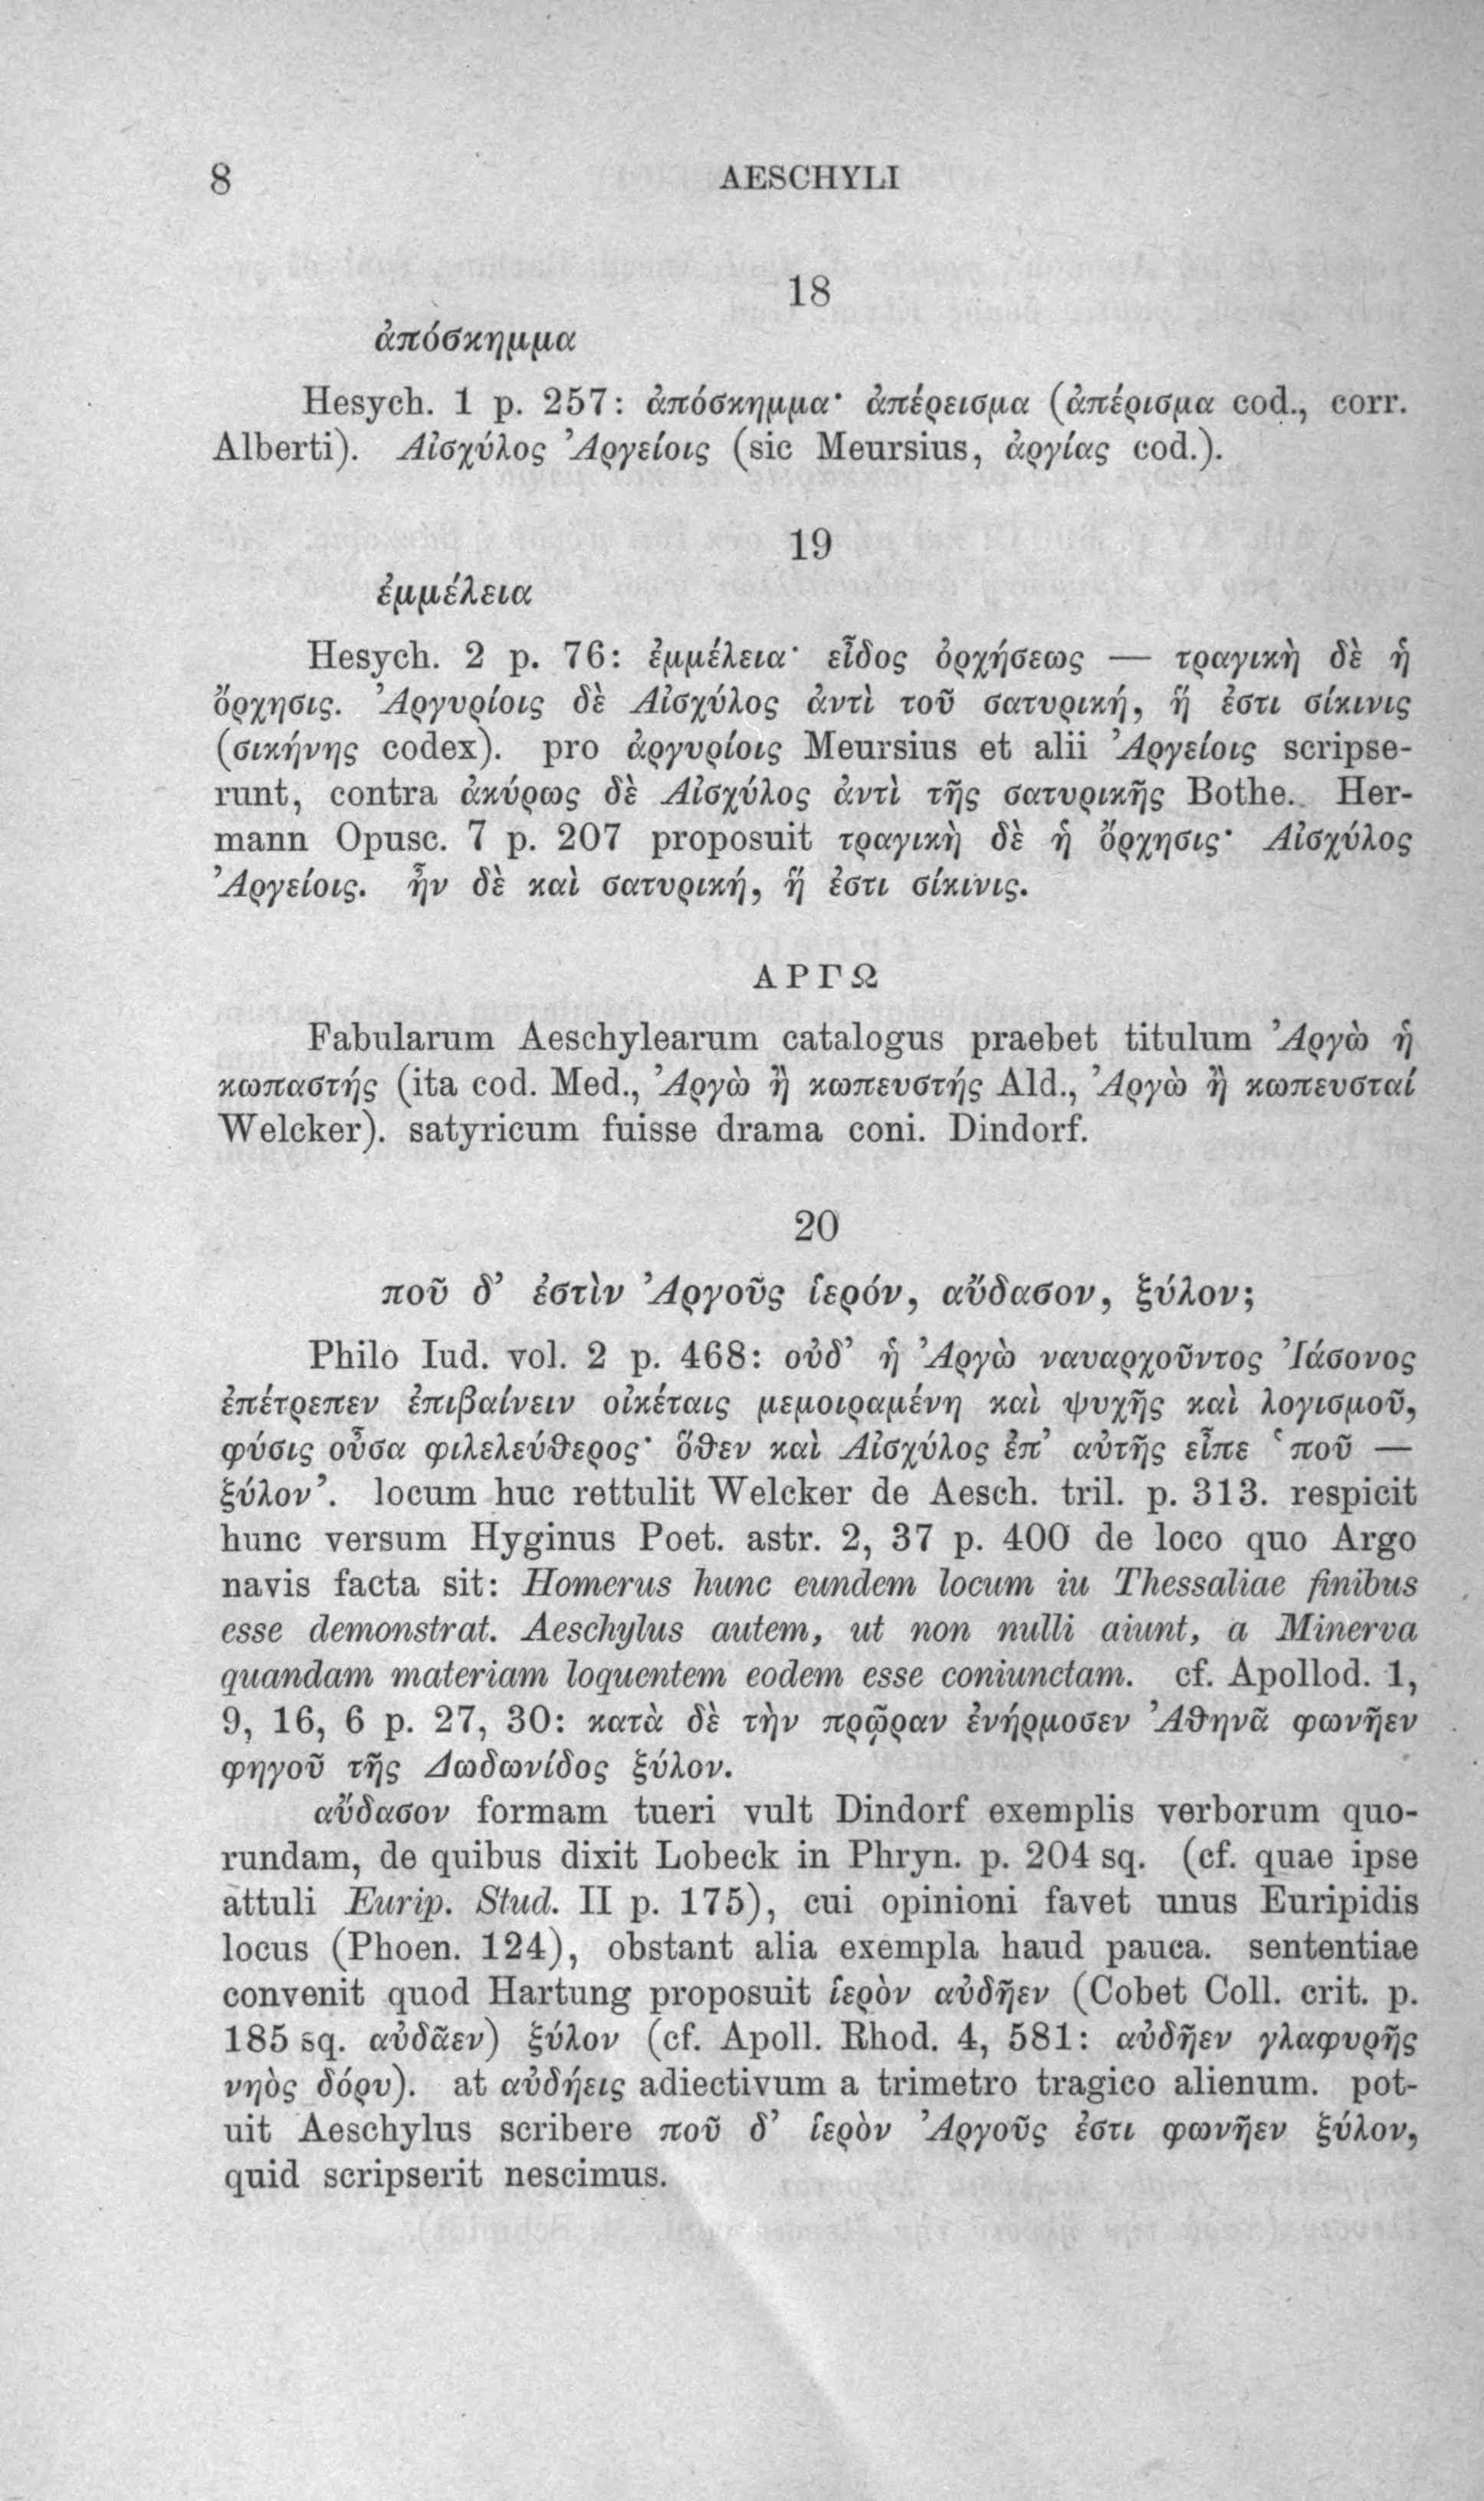 8 AESCHYLI
18
ἀπόσκημμα
Hesych. 1 p. 257: ἀπόσκημμα· ἀπέρεισμα (ἀπέρισμα cod., corr.
Alberti). Αἰσχύλος Ἀργείοις (sic Meursius, ἀργίας cod.).
19
ἐμμέλεια
Hesych. 2 p. 76: ἐμμέλεια· εἶδος ὀρχήσεως — τραγικὴ δὲ ἡ
ὄρχησις. Ἀργυρίοις δὲ Αἰσχύλος ἀντὶ τοῦ σατυρική, ἥ ἐστι σίκινις
(σικήνης codex). pro ἀργυρίοις Meursius et alii Ἀργείοις scripse-
runt, contra ἀκύρως δὲ Αἰσχύλος ἀντὶ τῆς σατυρικῆς Bothe. Her-
mann Opusc. 7 p. 207 proposuit τραγικὴ δὲ ἡ ὄρχησις· Αἰσχύλος
Ἀργείοις. ἦν δὲ καὶ σατυρική, ἥ ἐστι σίκινις.
ΑΡΓΩ
Fabularum Aeschylearum catalogus praebet titulum Ἀργὼ ἡ
κωπαστής (ita cod. Med., Ἀργὼ ἢ κωπευστής Ald., Ἀργὼ ἢ κωπευσταί
Welcker). satyricum fuisse drama coni. Dindorf.
20
ποῦ δ’ ἐστὶν Ἀργοῦς ἱερόν, αὔδασον, ξύλον;
Philo Iud. vol. 2 p. 468: οὐδ’ ἡ Ἀργὼ ναυαρχοῦντος Ἰάσονος
ἐπέτρεπεν ἐπιβαίνειν οἰκέταις μεμοιραμένη καὶ ψυχῆς καὶ λογισμοῦ,
φύσις οὖσα φιλελεύθερος· ὅθεν καὶ Αἰσχύλος ἐπ’ αὐτῆς εἶπε ‘ποῦ —
ξύλον’. locum huc rettulit Welcker de Aesch. tril. p. 313. respicit
hunc versum Hyginus Poet. astr. 2, 37 p. 400 de loco quo Argo
navis facta sit: Homerus hunc eundem locum iu Thessaliae finibus
esse demonstrat. Aeschylus autem, ut non nulli aiunt, a Minerva
quandam materiam loquentem eodem esse coniunctam. cf. Apollod. 1,
9, 16, 6 p. 27, 30: κατὰ δὲ τὴν πρῷραν ἐνήρμοσεν Ἀθηνᾶ φωνῆεν
φηγοῦ τῆς Δωδωνίδος ξύλον.
αὔδασον formam tueri vult Dindorf exemplis verborum quo-
rundam, de quibus dixit Lobeck in Phryn. p. 204 sq. (cf. quae ipse
attuli Eurip. Stud. II p. 175), cui opinioni favet unus Euripidis
locus (Phoen. 124), obstant alia exempla haud pauca. sententiae
convenit quod Hartung proposuit ἱερὸν αὐδῆεν (Cobet Coll. crit. p.
185 sq. αὐδᾶεν) ξύλον (cf. Apoll. Rhod. 4, 581: αὐδῆεν γλαφυρῆς
νηὸς δόρυ). at αὐδήεις adiectivum a trimetro tragico alienum. pot-
uit Aeschylus scribere ποῦ δ’ ἱερὸν Ἀργοῦς ἐστι φωνῆεν ξύλον,
quid scripserit nescimus.